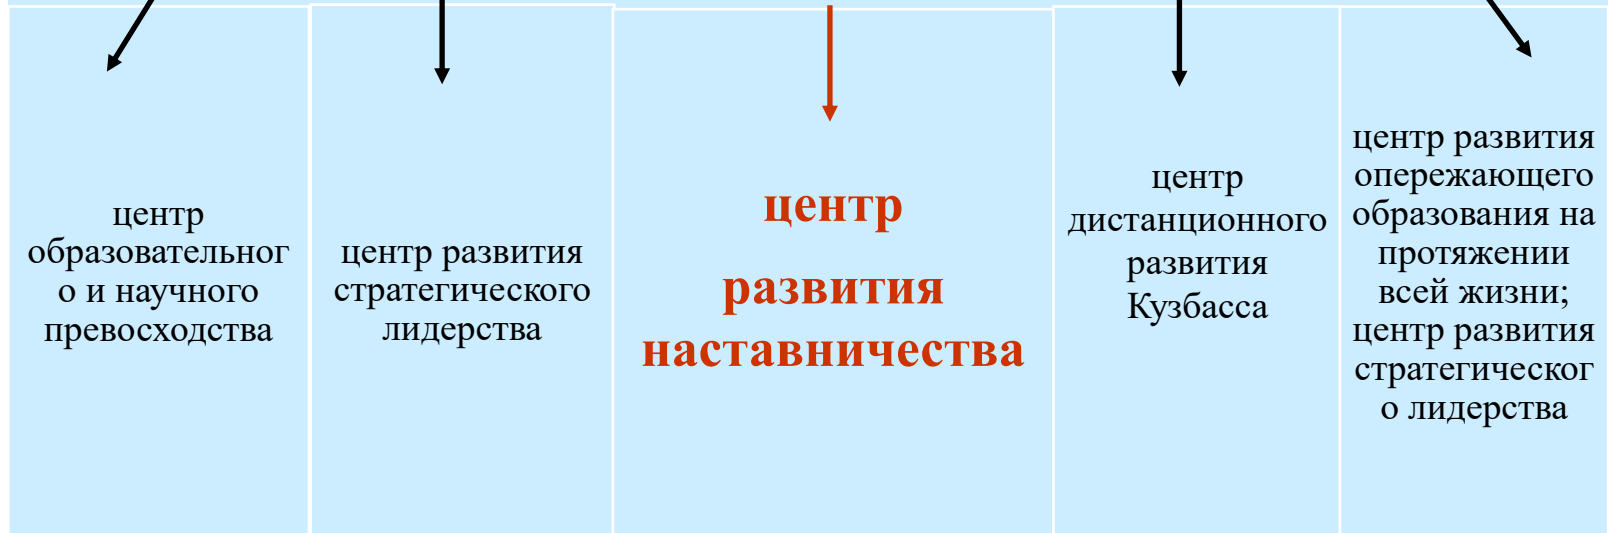 центр
образовательног
о и научного
превосходства
центр развития
стратегического
лидерства
центр
развития
наставничества
центр
дистанционного
развития
Кузбасса
центр развития
опережающего
образования на
протяжении
всей жизни;
центр развития
стратегическог
о лидерства